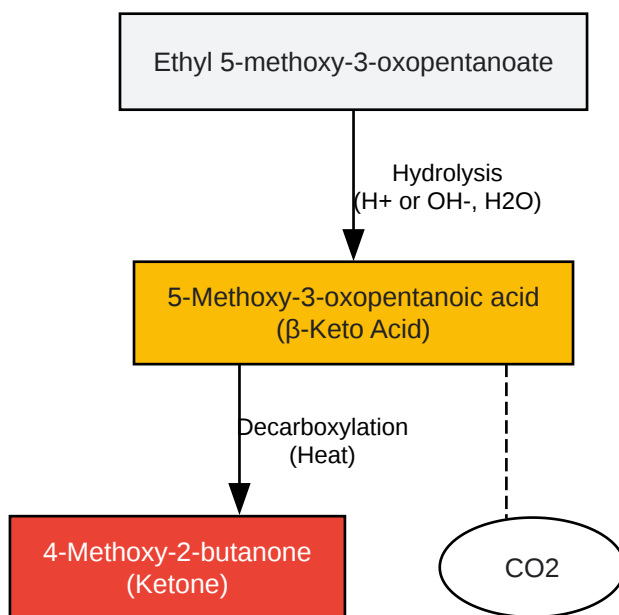 Ethyl 5-methoxy-3-oxopentanoate
Hydrolysis
(H+ or OH-, H2O)
5-Methoxy-3-oxopentanoic acid
(β-Keto Acid)
Decarboxylation
(Heat)
4-Methoxy-2-butanone
(Ketone)
CO2